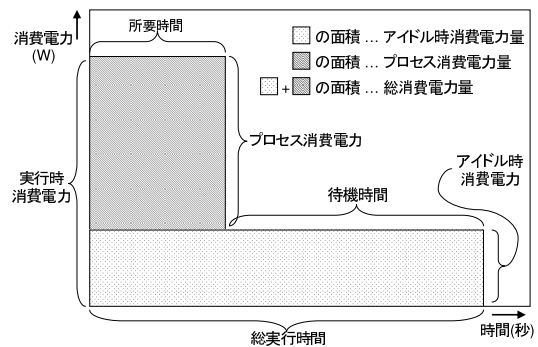 消費電力
(W)
所要時間
の面積 … アイドル時消費電力量
の面積 … プロセス消費電力量
+ の面積 … 総消費電力量
プロセス消費電力
実行時
消費電力
アイドル時
消費電力
待機時間
総実行時間
時間(秒)